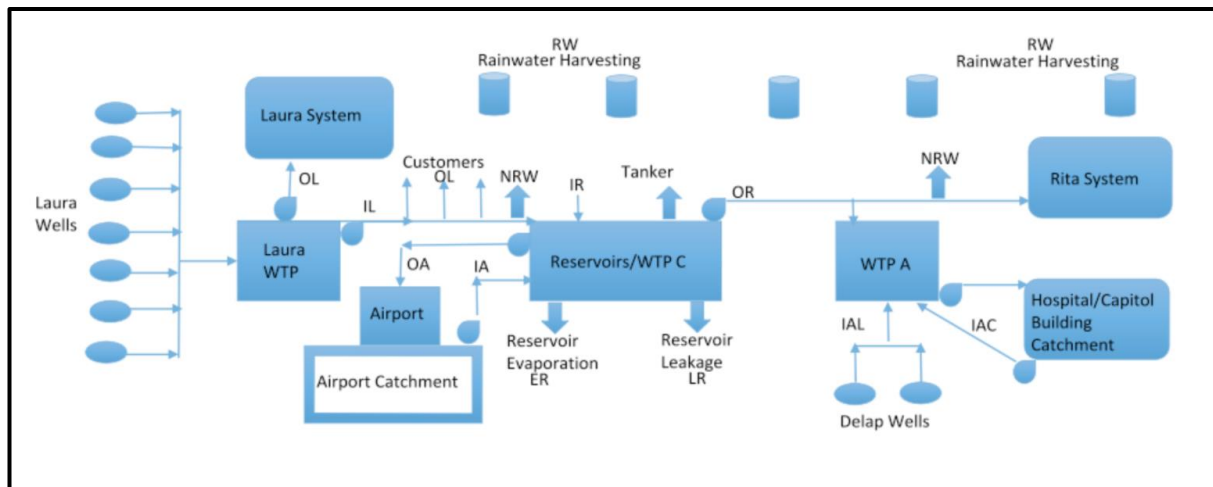 RW
Rainwater Harvesting
RW
Rainwater Harvesting
Laura System
Customers
OL
NRW
IR
Tanker
OR
NRW
Rita System
OL
IL
Laura
Wells
Laura
WTP
OA
IA
Reservoirs/WTP C
WTP A
Airport
Airport Catchment
Reservoir
Evaporation
ER
Reservoir
Leakage
LR
IAL
IAC
Hospital/Capitol
Building
Catchment
Delap Wells